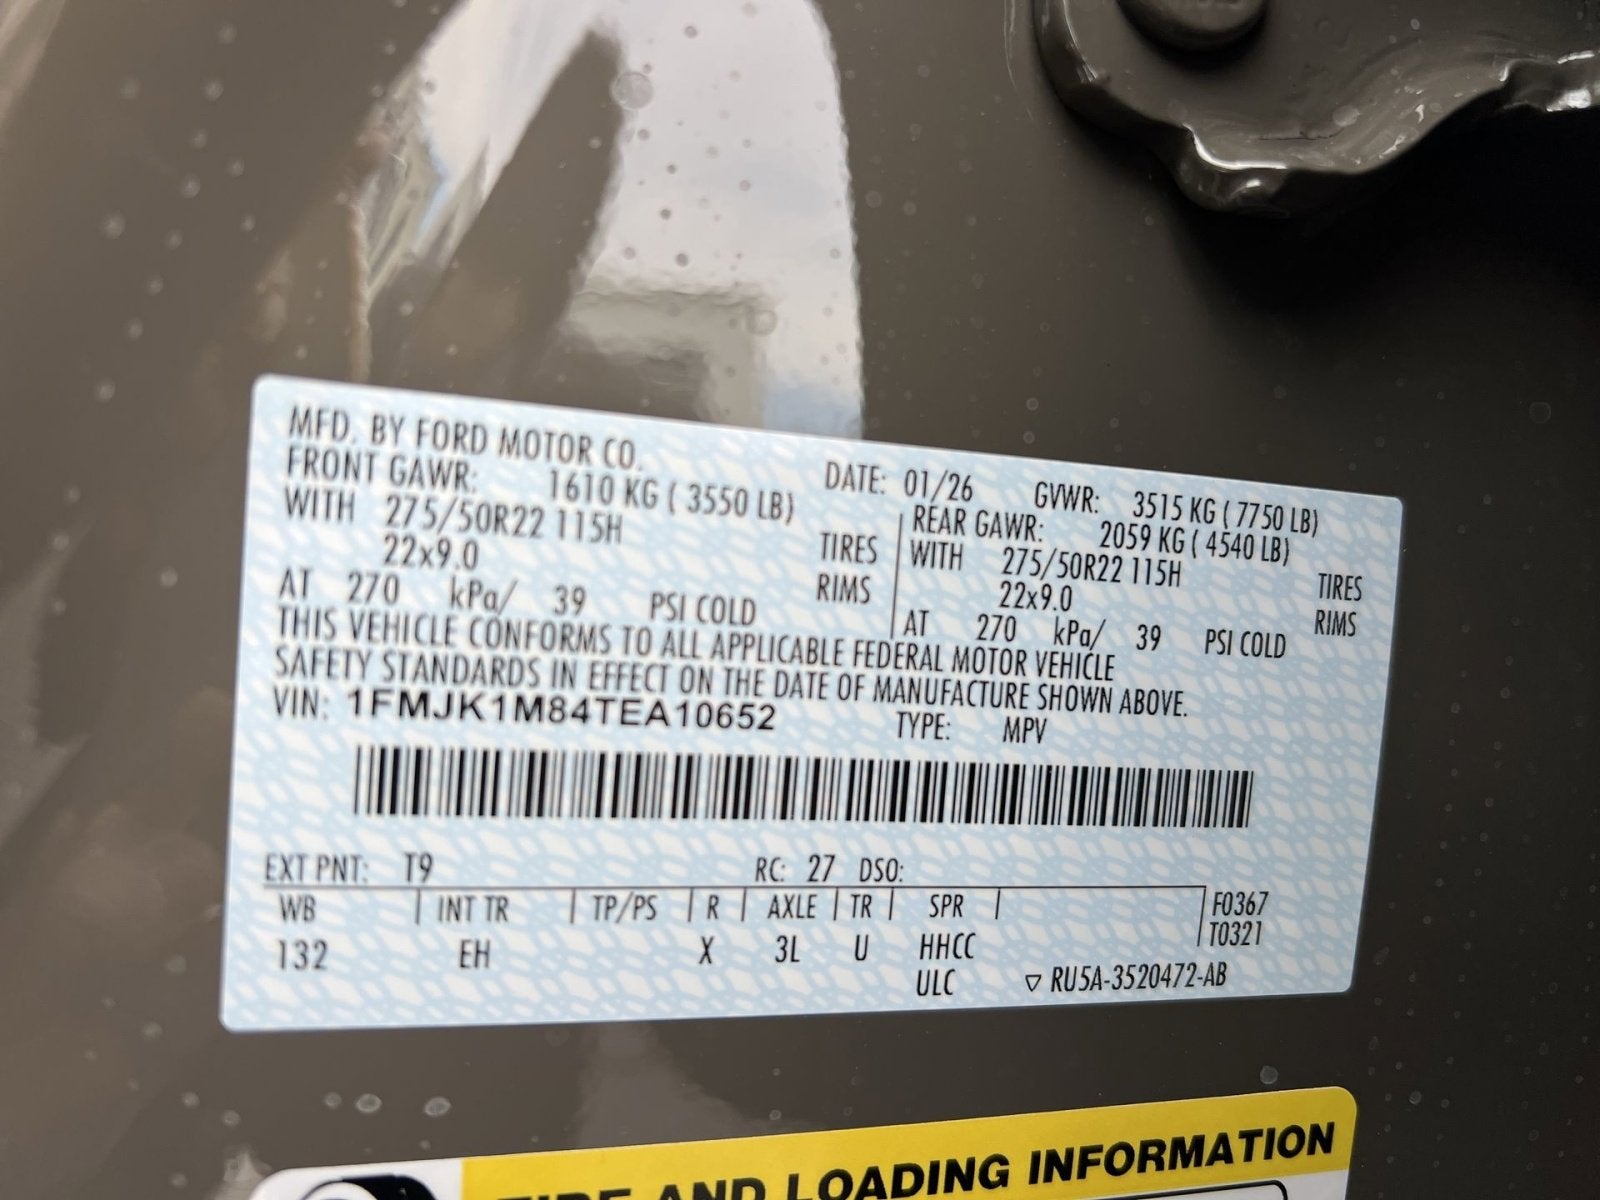 MFD. BY FORD MOTOR CO.
DATE: 01/26 GVWR: 3515 KG ( 7750 LB)
FRONT GAWR: 1610 KG ( 3550 LB)
WITH 275/50R22 115H TIRES
22x9.0 RIMS
AT 270 kPa/ 39 PSI COLD
REAR GAWR: 2059 KG ( 4540 LB)
WITH 275/50R22 115H TIRES
22x9.0 RIMS
AT 270 kPa/ 39 PSI COLD
THIS VEHICLE CONFORMS TO ALL APPLICABLE FEDERAL MOTOR VEHICLE
SAFETY STANDARDS IN EFFECT ON THE DATE OF MANUFACTURE SHOWN ABOVE.
VIN: 1FMJK1M84TEA10652 TYPE: MPV
EXT PNT: T9 RC: 27 DSO:
WB | INT TR | TP/PS | R | AXLE | TR | SPR | F0367
T0321
132 EH X 3L U HHCC
ULC ▽ RU5A-3520472-AB
TIRE AND LOADING INFORMATION